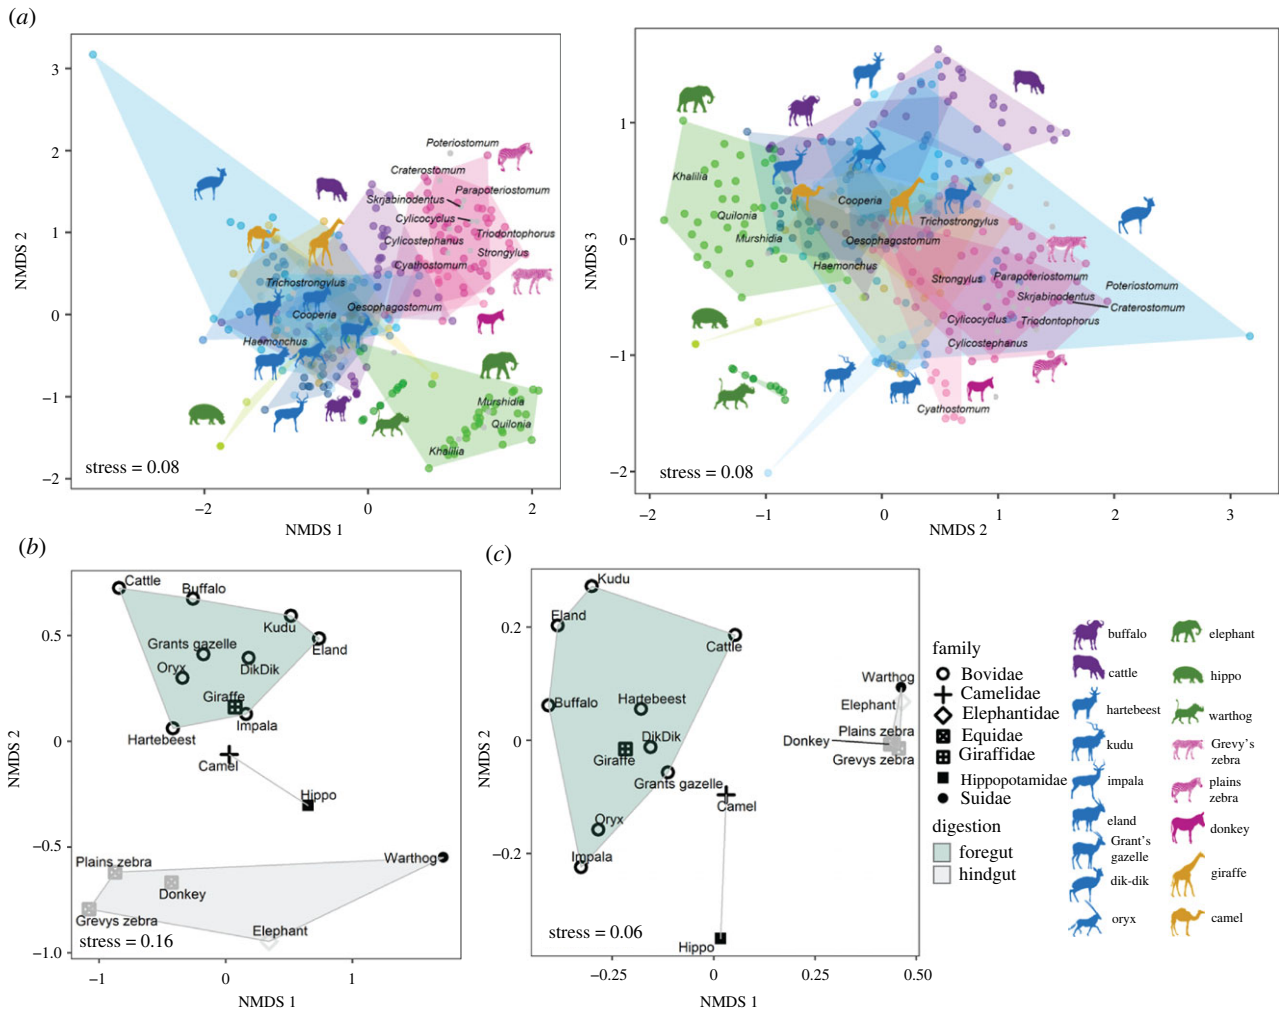 (a)
3
2
1
0
−1
−2
NMDS 2
Poteriostomum
Craterostomum
Parapoteriostomum
Skrjabinodentus
Cylicocyclus
Triodontophorus
Cylicostephanus
Strongylus
Cyathostomum
Trichostrongylus
Oesophagostomum
Cooperia
Haemonchus
Murshidia
Quilonia
Khalilia
stress = 0.08
−2
0
2
NMDS 1
1
0
−1
−2
NMDS 3
Khalilia
Cooperia
Quilonia
Trichostrongylus
Murshidia
Oesophagostomum
Haemonchus
Strongylus
Parapoteriostomum
Poteriostomum
Skrjabinodentus
Craterostomum
Cylicocyclus
Triodontophorus
Cylicostephanus
Cyathostomum
stress = 0.08
−2
−1
0
1
2
3
NMDS 2
(b)
0.5
0
−0.5
−1.0
NMDS 2
Cattle
Buffalo
Kudu
Grants gazelle
Eland
Oryx
DikDik
Giraffe
Impala
Hartebeest
Camel
Hippo
Plains zebra
Warthog
Donkey
Grevys zebra
Elephant
stress = 0.16
−1
0
1
NMDS 1
(c)
0.2
0
−0.2
NMDS 2
Kudu
Eland
Cattle
Warthog
Hartebeest
Buffalo
Elephant
DikDik
Plains zebra
Donkey
Giraffe
Grevys zebra
Grants gazelle
Camel
Oryx
Impala
stress = 0.06
Hippo
−0.25
0
0.25
0.50
NMDS 1
family
Bovidae
Camelidae
Elephantidae
Equidae
Giraffidae
Hippopotamidae
Suidae
digestion
foregut
hindgut
buffalo
cattle
hartebeest
kudu
impala
eland
Grant's
gazelle
dik-dik
oryx
elephant
hippo
warthog
Grevy's
zebra
plains
zebra
donkey
giraffe
camel